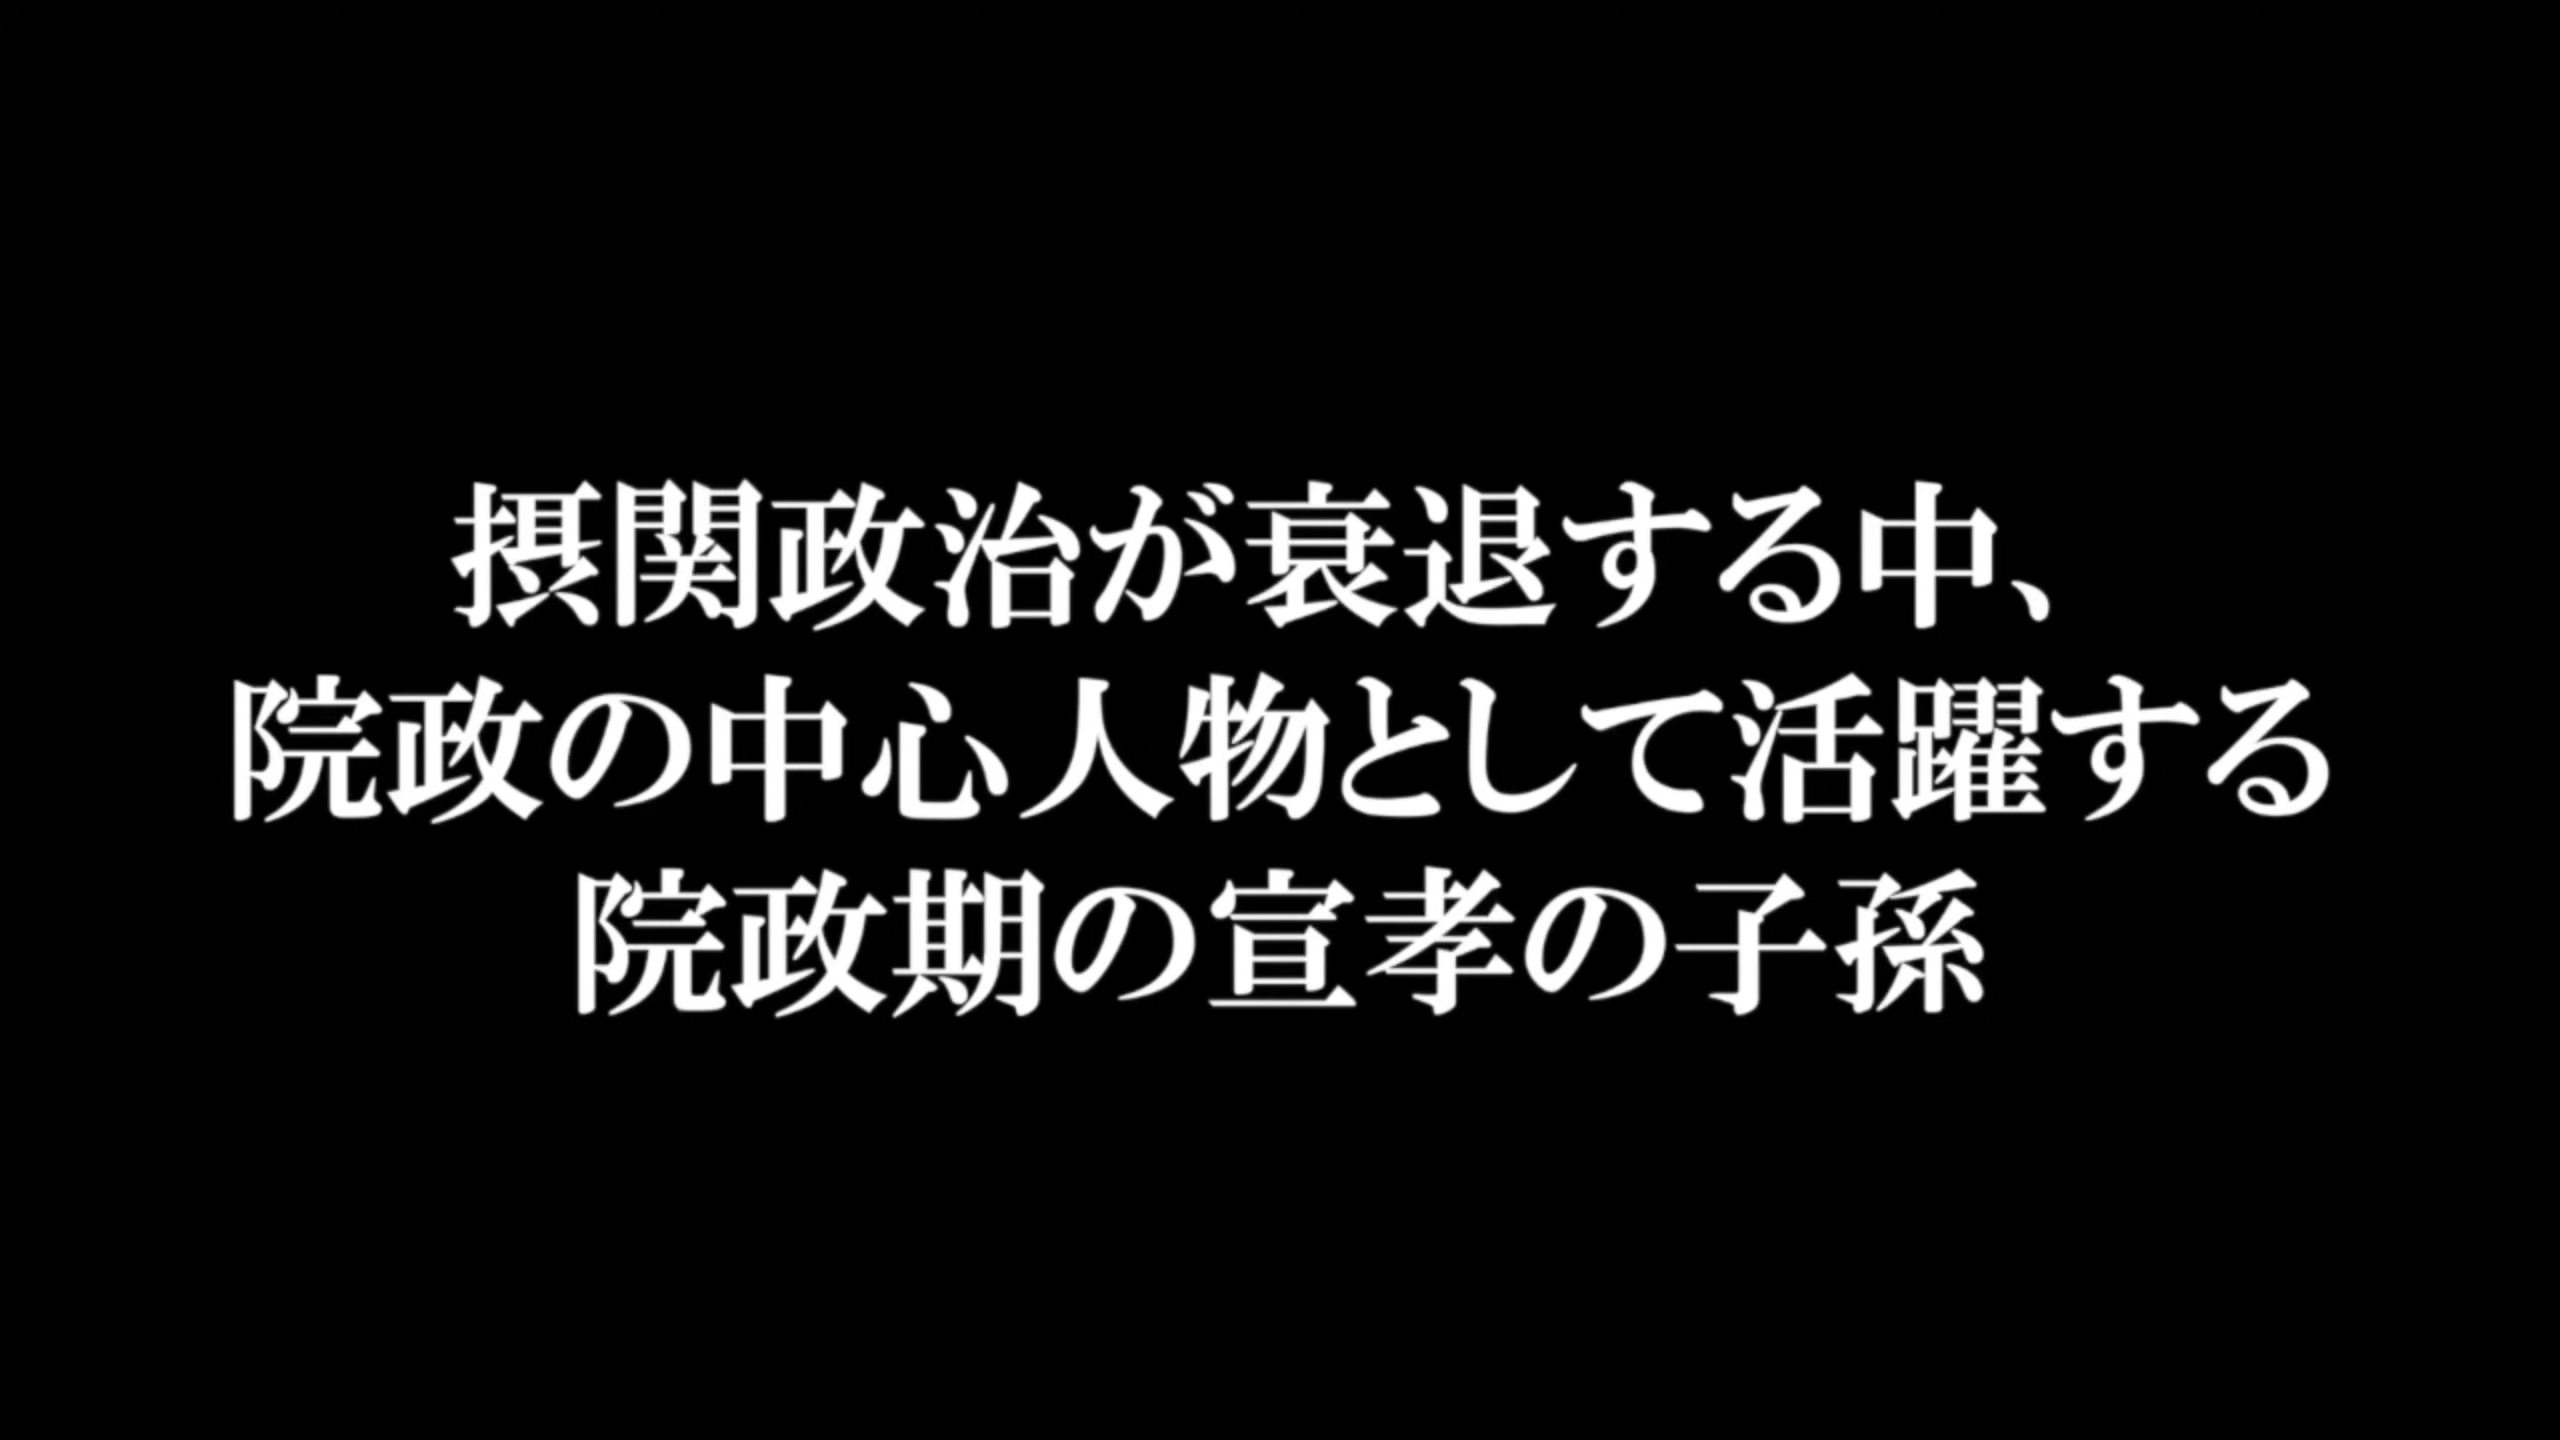 摂関政治が衰退する中、
院政の中心人物として活躍する
院政期の宣孝の子孫